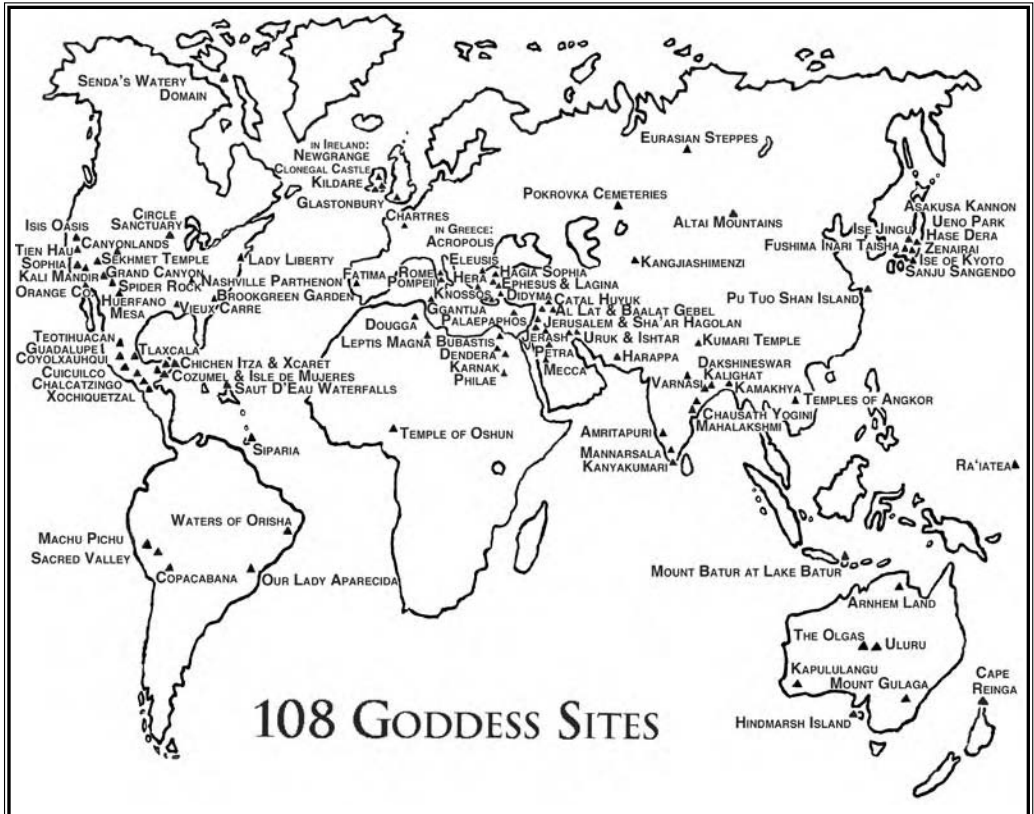 SENDA'S WATERY
DOMAIN
EURASIAN STEPPES
IN IRELAND:
NEWGRANGE
CLONEGAL CASTLE
KILDARE
GLASTONBURY
POKROVKA CEMETERIES
ALTAI MOUNTAINS
CHARTRES
IN GREECE:
ACROPOLIS
ELEUSIS
HERA
ROME
POMPEII
KNOSSOS
HAGIA SOPHIA
EPHESUS & LAGINA
DIDYMA
CATAL HUYUK
AL LAT & BAALAT GEBEL
KANGJIASHIMENZI
ASAKUSA KANNON
UENO PARK
HASE DERA
ZENAIRAI
ISE JINGU
FUSHIMA INARI TAISHA
ISE OF KYOTO
SANJU SANGENDO
PU TUO SHAN ISLAND
ISIS OASIS
CIRCLE
SANCTUARY
TIEN HAU
CANYONLANDS
SOPHIA
SEKHMET TEMPLE
KALI MANDIR
GRAND CANYON
ORANGE CO.
SPIDER ROCK
HUERFANO
MESA
VIEUX CARRE
LADY LIBERTY
NASHVILLE PARTHENON
BROOKGREEN GARDEN
FATIMA
GGANTIJA
PALAEPAPHOS
DOUGGA
LEPTIS MAGNA
BUBASTIS
DENDERA
KARNAK
PHILAE
JERUSALEM & SHA'AR HAGOLAN
JERASH
URUK & ISHTAR
PETRA
MECCA
HARAPPA
KUMARI TEMPLE
DAKSHINESWAR
KALIGHAT
VARNASI
KAMAKHYA
TEMPLES OF ANGKOR
CHAUSATH YOGINI
MAHALAKSHMI
AMRITAPURI
MANNARSALA
KANYAKUMARI
TEOTIHUACAN
GUADALUPE
COYOLXAUHQUI
CUICUILCO
CHALCATZINGO
XOCHIQUETZAL
TLAXCALA
CHICHEN ITZA & XCARET
COZUMEL & ISLE DE MUJERES
SAUT D'EAU WATERFALLS
SIPARIA
TEMPLE OF OSHUN
RA'IATEA
WATERS OF ORISHA
MACHU PICHU
SACRED VALLEY
COPACABANA
OUR LADY APARECIDA
MOUNT BATUR AT LAKE BATUR
ARNHEM LAND
THE OLGAS
ULURU
KAPULULANGU
MOUNT GULAGA
CAPE
REINGA
HINDMARSH ISLAND
108 GODDESS SITES